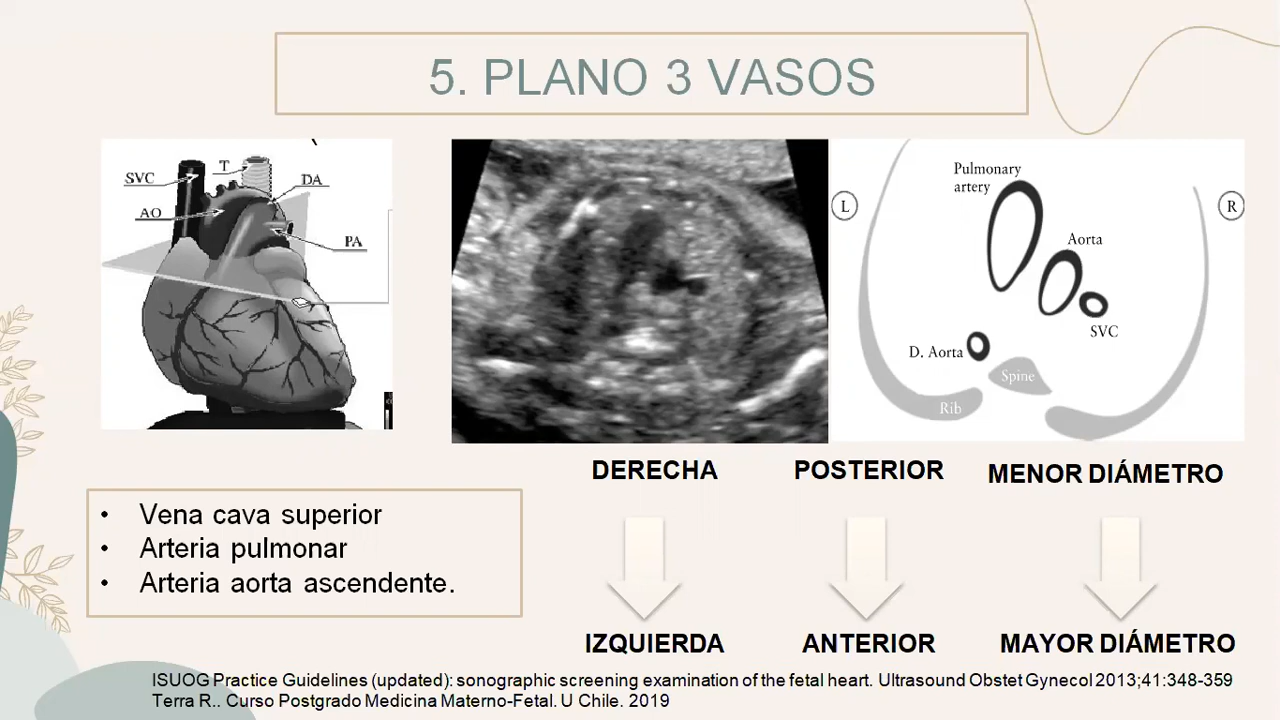 5. PLANO 3 VASOS
SVC
T
DA
AO
PA
Pulmonary
artery
L
R
Aorta
SVC
D. Aorta
Spine
Rib
DERECHA
POSTERIOR
MENOR DIÁMETRO
• Vena cava superior
• Arteria pulmonar
• Arteria aorta ascendente.
IZQUIERDA
ANTERIOR
MAYOR DIÁMETRO
ISUOG Practice Guidelines (updated): sonographic screening examination of the fetal heart. Ultrasound Obstet Gynecol 2013;41:348-359
Terra R.. Curso Postgrado Medicina Materno-Fetal. U Chile. 2019